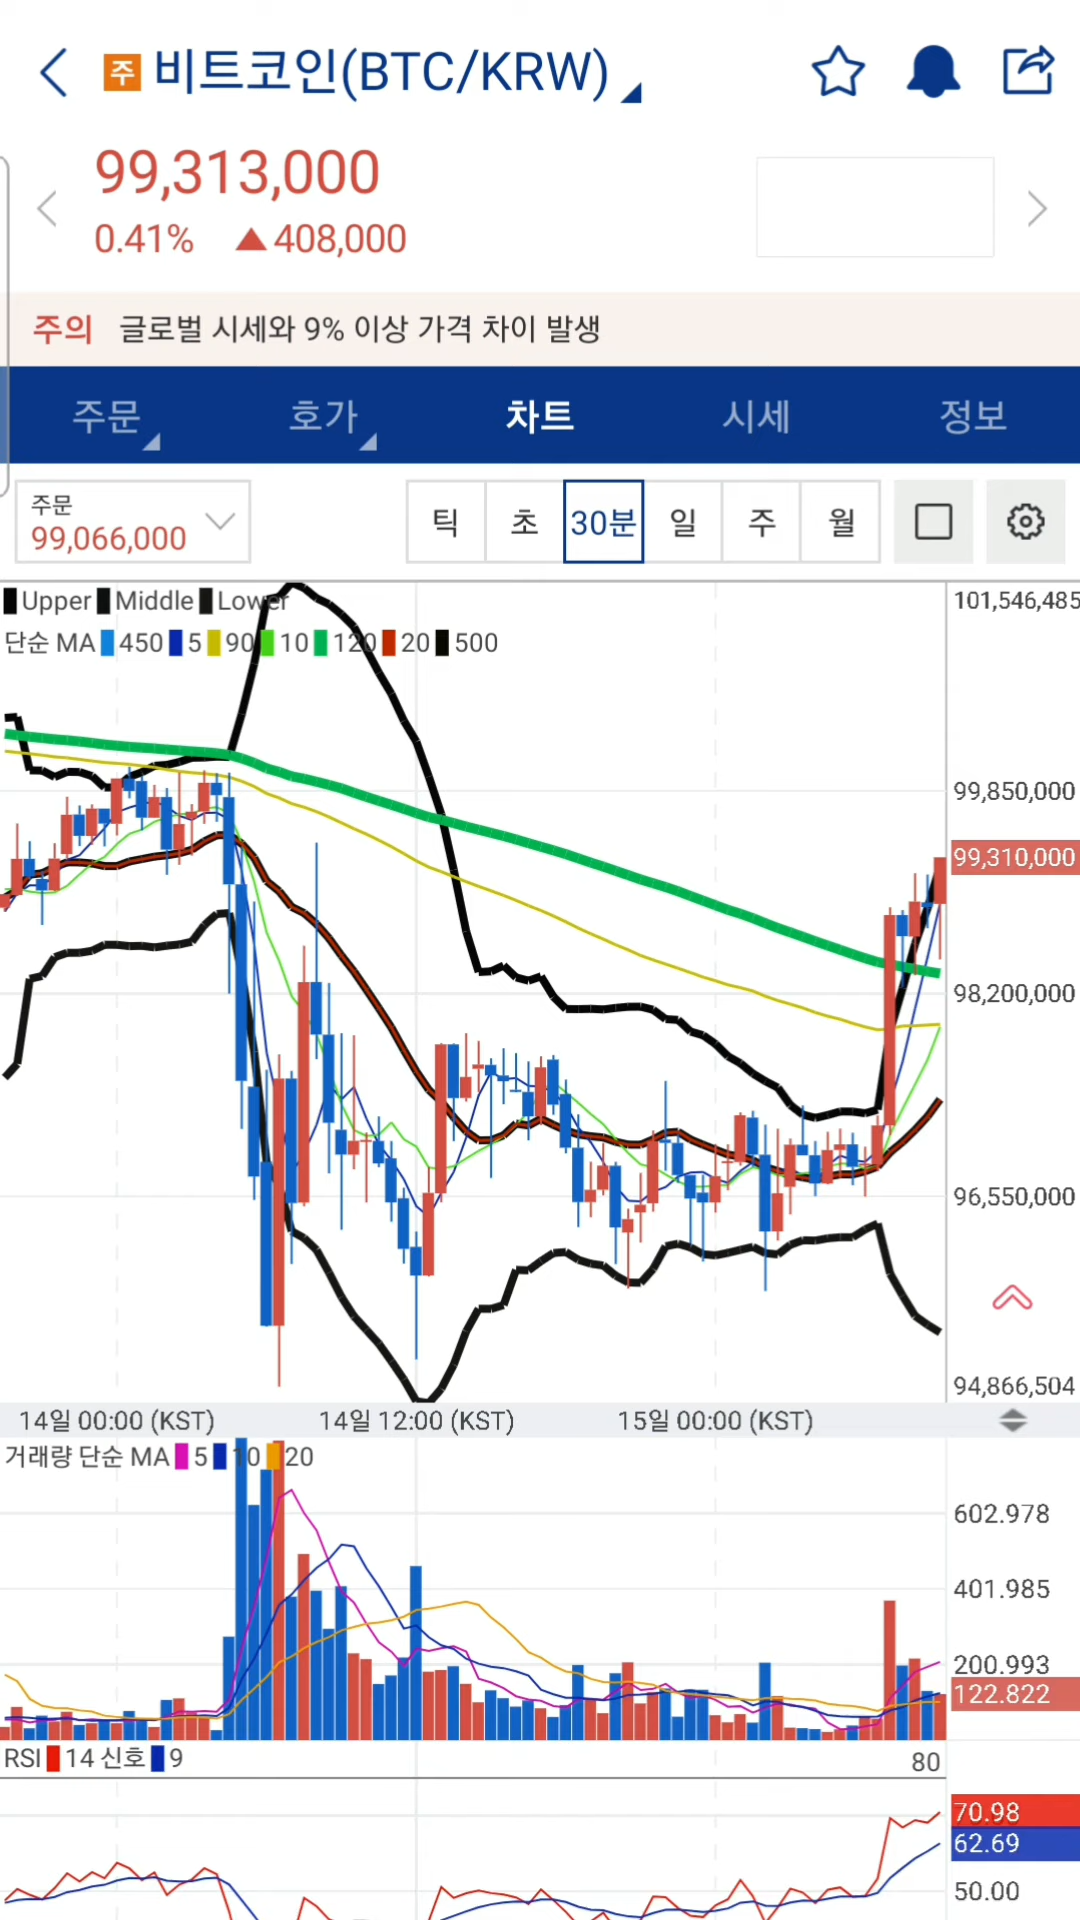 주 비트코인(BTC/KRW)
99,313,000
0.41% ▲408,000
주의 글로벌 시세와 9% 이상 가격 차이 발생
주문 호가 차트 시세 정보
주문
99,066,000
틱 초 30분 일 주 월
Upper Middle Lower
단순 MA 450 5 90 10 120 20 500
101,546,485
99,850,000
99,310,000
98,200,000
96,550,000
94,866,504
14일 00:00 (KST) 14일 12:00 (KST) 15일 00:00 (KST)
거래량 단순 MA 5 10 20
602.978
401.985
200.993
122.822
RSI 14 신호 9
80
70.98
62.69
50.00